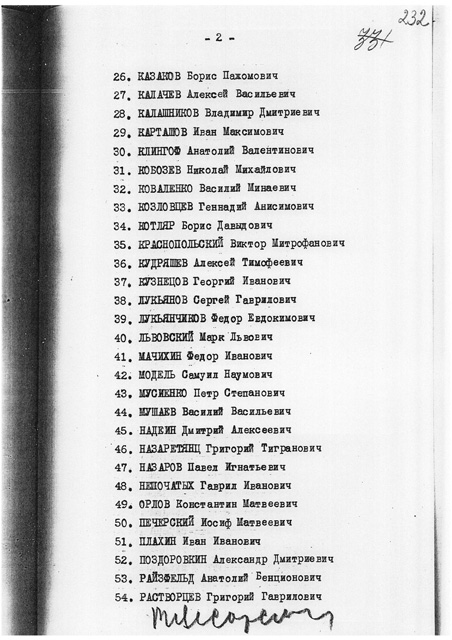 232
- 2 -
26. КАЗАКОВ Борис Пахомович
27. КАЛАЧЕВ Алексей Васильевич
28. КАЛАШНИКОВ Владимир Дмитриевич
29. КАРТАШОВ Иван Максимович
30. КЛИНГОФ Анатолий Валентинович
31. КОБОЗЕВ Николай Михайлович
32. КОВАЛЕНКО Василий Минаевич
33. КОЗЛОВЦЕВ Геннадий Анисимович
34. КОТЛЯР Борис Давыдович
35. КРАСНОПОЛЬСКИЙ Виктор Митрофанович
36. КУДРЯШЕВ Алексей Тимофеевич
37. КУЗНЕЦОВ Георгий Иванович
38. ЛУКЬЯНОВ Сергей Гаврилович
39. ЛУКЬЯНЧИКОВ Федор Евдокимович
40. ЛЬВОВСКИЙ Марк Львович
41. МАЧИХИН Федор Иванович
42. МОДЕЛЬ Самуил Наумович
43. МУСИЕНКО Петр Степанович
44. МУШАЕВ Василий Васильевич
45. НАДЕИН Дмитрий Алексеевич
46. НАЗАРЕТЯНЦ Григорий Тигранович
47. НАЗАРОВ Павел Игнатьевич
48. НЕПОЧАТЫХ Гаврил Иванович
49. ОРЛОВ Константин Матвеевич
50. ПЕЧЕРСКИЙ Иосиф Матвеевич
51. ПЛАХИН Иван Иванович
52. ПОЗДОРОВКИН Александр Дмитриевич
53. РАЙЗФЕЛЬД Анатолий Бенционович
54. РАСТВОРЦЕВ Григорий Гаврилович